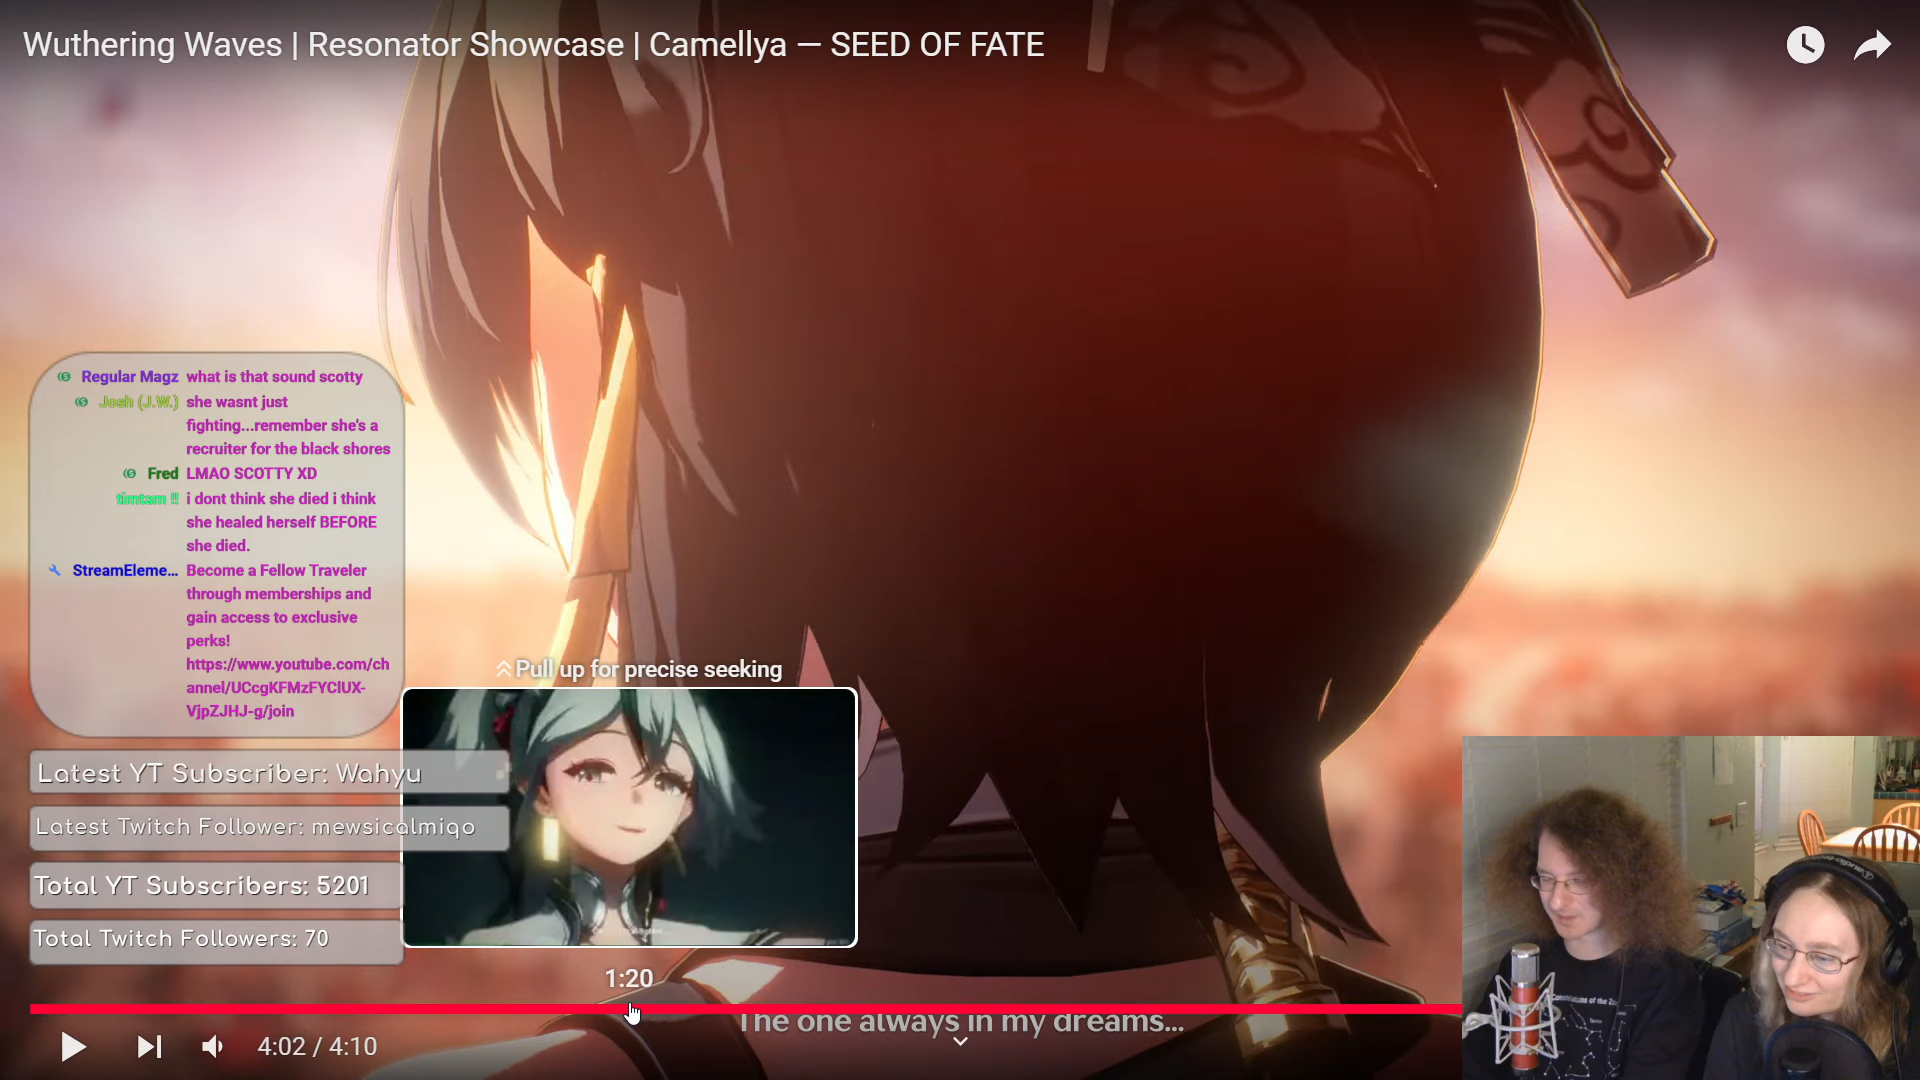 Wuthering Waves | Resonator Showcase | Camellya — SEED OF FATE
Regular Magz what is that sound scotty
Josh (J.W.) she wasnt just
fighting...remember she's a
recruiter for the black shores
Fred LMAO SCOTTY XD
timtam !! i dont think she died i think
she healed herself BEFORE
she died.
StreamEleme... Become a Fellow Traveler
through memberships and
gain access to exclusive
perks!
https://www.youtube.com/ch
annel/UCcgKFMzFYClUX-
VjpZJHJ-g/join
Pull up for precise seeking
Latest YT Subscriber: Wahyu
Latest Twitch Follower: mewsicalmiqo
Total YT Subscribers: 5201
Total Twitch Followers: 70
1:20
The one always in my dreams...
4:02 / 4:10
Constellations of the